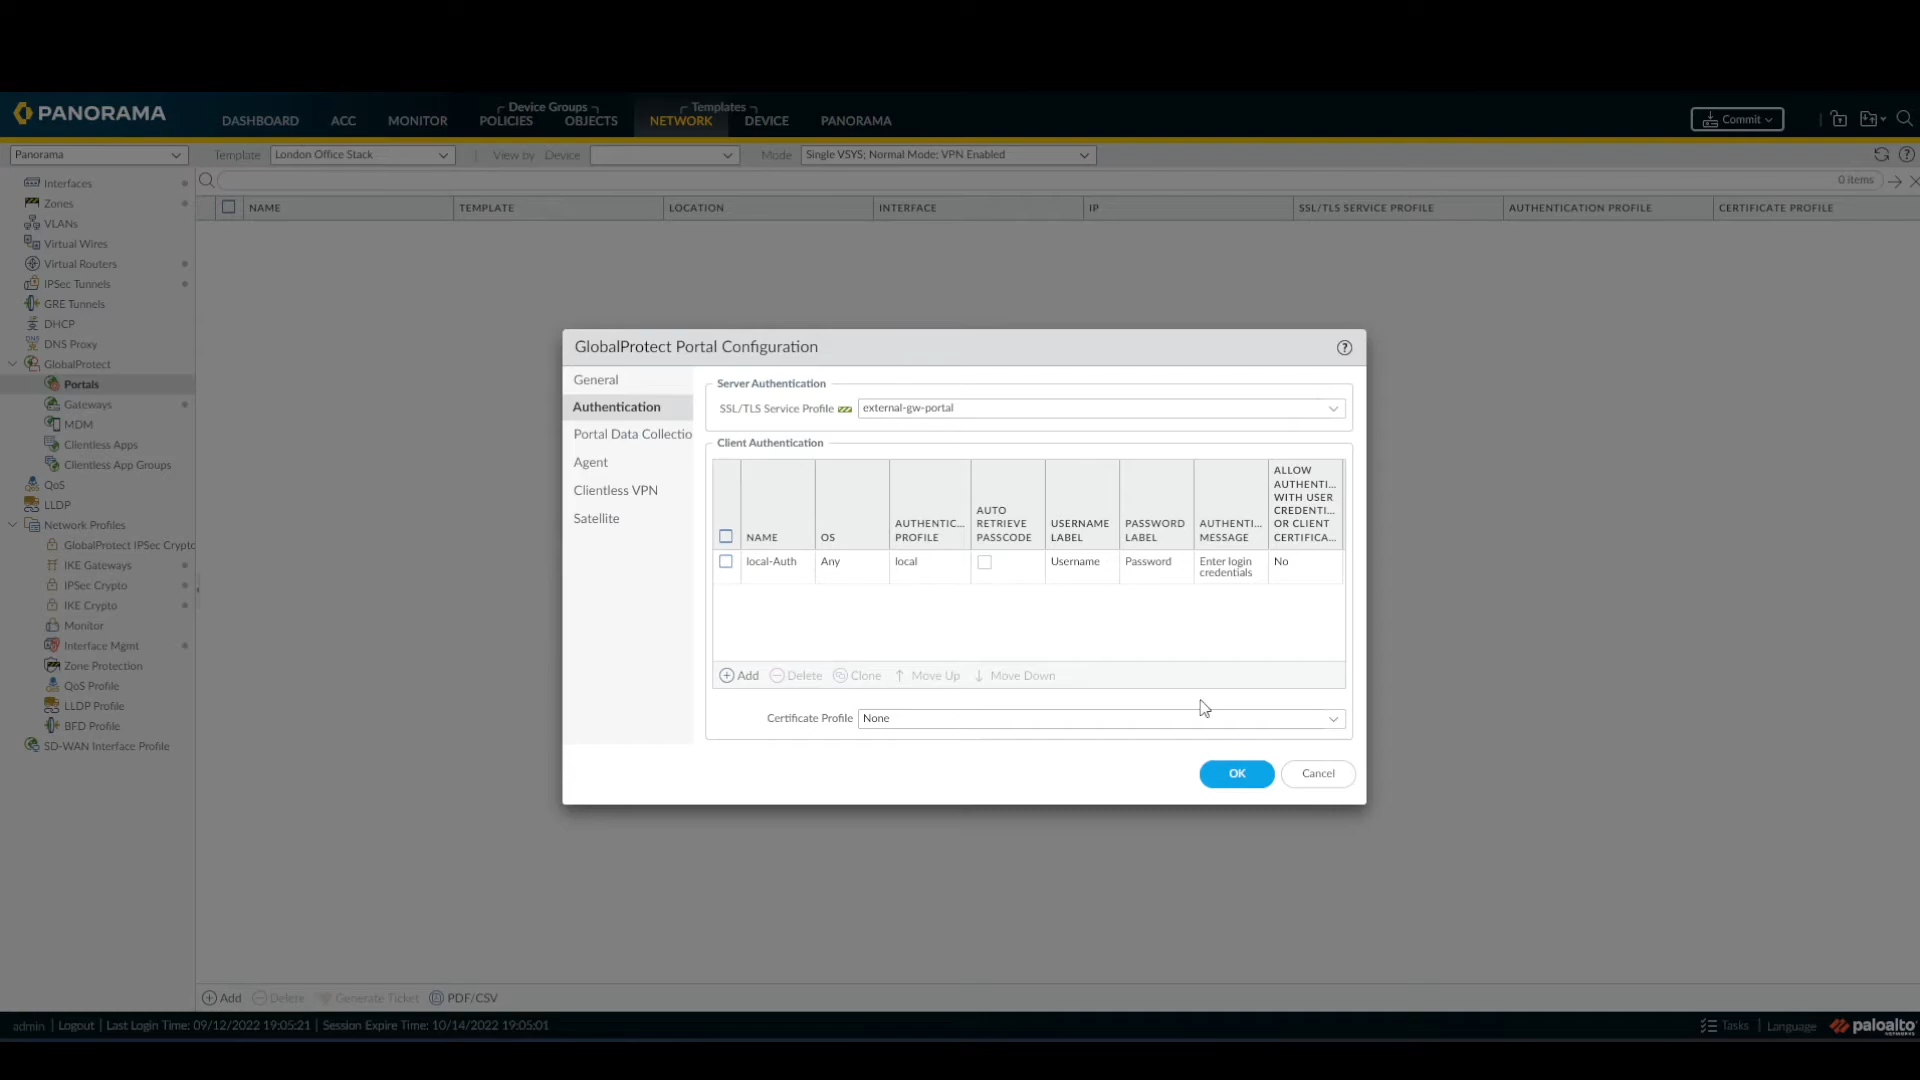 PANORAMA
DASHBOARD ACC MONITOR Device Groups POLICIES OBJECTS Templates NETWORK DEVICE PANORAMA
Commit
Panorama Template London Office Stack View by Device Mode Single VSYS; Normal Mode; VPN Enabled
0 items
NAME TEMPLATE LOCATION INTERFACE IP SSL/TLS SERVICE PROFILE AUTHENTICATION PROFILE CERTIFICATE PROFILE
Interfaces
Zones
VLANs
Virtual Wires
Virtual Routers
IPSec Tunnels
GRE Tunnels
DHCP
DNS Proxy
GlobalProtect
Portals
Gateways
MDM
Clientless Apps
Clientless App Groups
QoS
LLDP
Network Profiles
GlobalProtect IPSec Crypto
IKE Gateways
IPSec Crypto
IKE Crypto
Monitor
Interface Mgmt
Zone Protection
QoS Profile
LLDP Profile
BFD Profile
SD-WAN Interface Profile
GlobalProtect Portal Configuration
General
Authentication
Portal Data Collectio
Agent
Clientless VPN
Satellite
Server Authentication
SSL/TLS Service Profile external-gw-portal
Client Authentication
NAME
OS
AUTHENTIC...
PROFILE
AUTO
RETRIEVE
PASSCODE
USERNAME
LABEL
PASSWORD
LABEL
AUTHENTI...
MESSAGE
ALLOW
AUTHENTI...
WITH USER
CREDENTI...
OR CLIENT
CERTIFICA...
local-Auth Any local Username Password Enter login
credentials No
Add Delete Clone Move Up Move Down
Certificate Profile None
OK Cancel
Add Delete Generate Ticket PDF/CSV
admin | Logout | Last Login Time: 09/12/2022 19:05:21 | Session Expire Time: 10/14/2022 19:05:01
Tasks | Language paloalto
NETWORKS